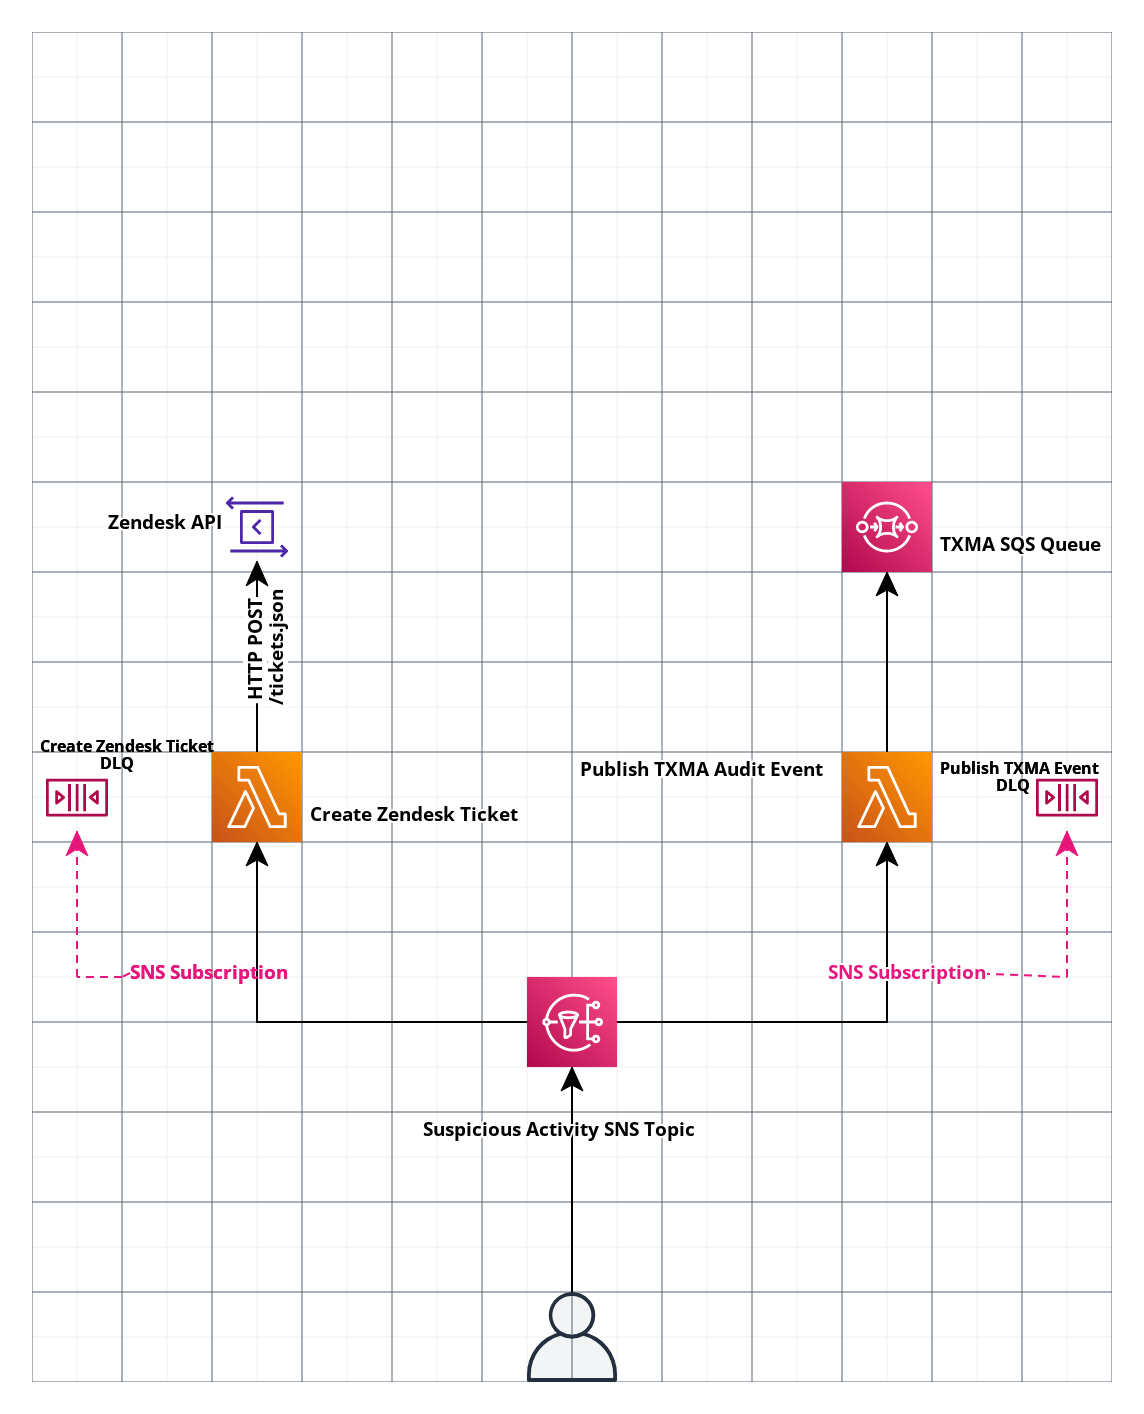 Zendesk API
TXMA SQS Queue
HTTP POST
/tickets.json
Create Zendesk Ticket
DLQ
Create Zendesk Ticket
Publish TXMA Audit Event
Publish TXMA Event
DLQ
SNS Subscription
SNS Subscription
Suspicious Activity SNS Topic